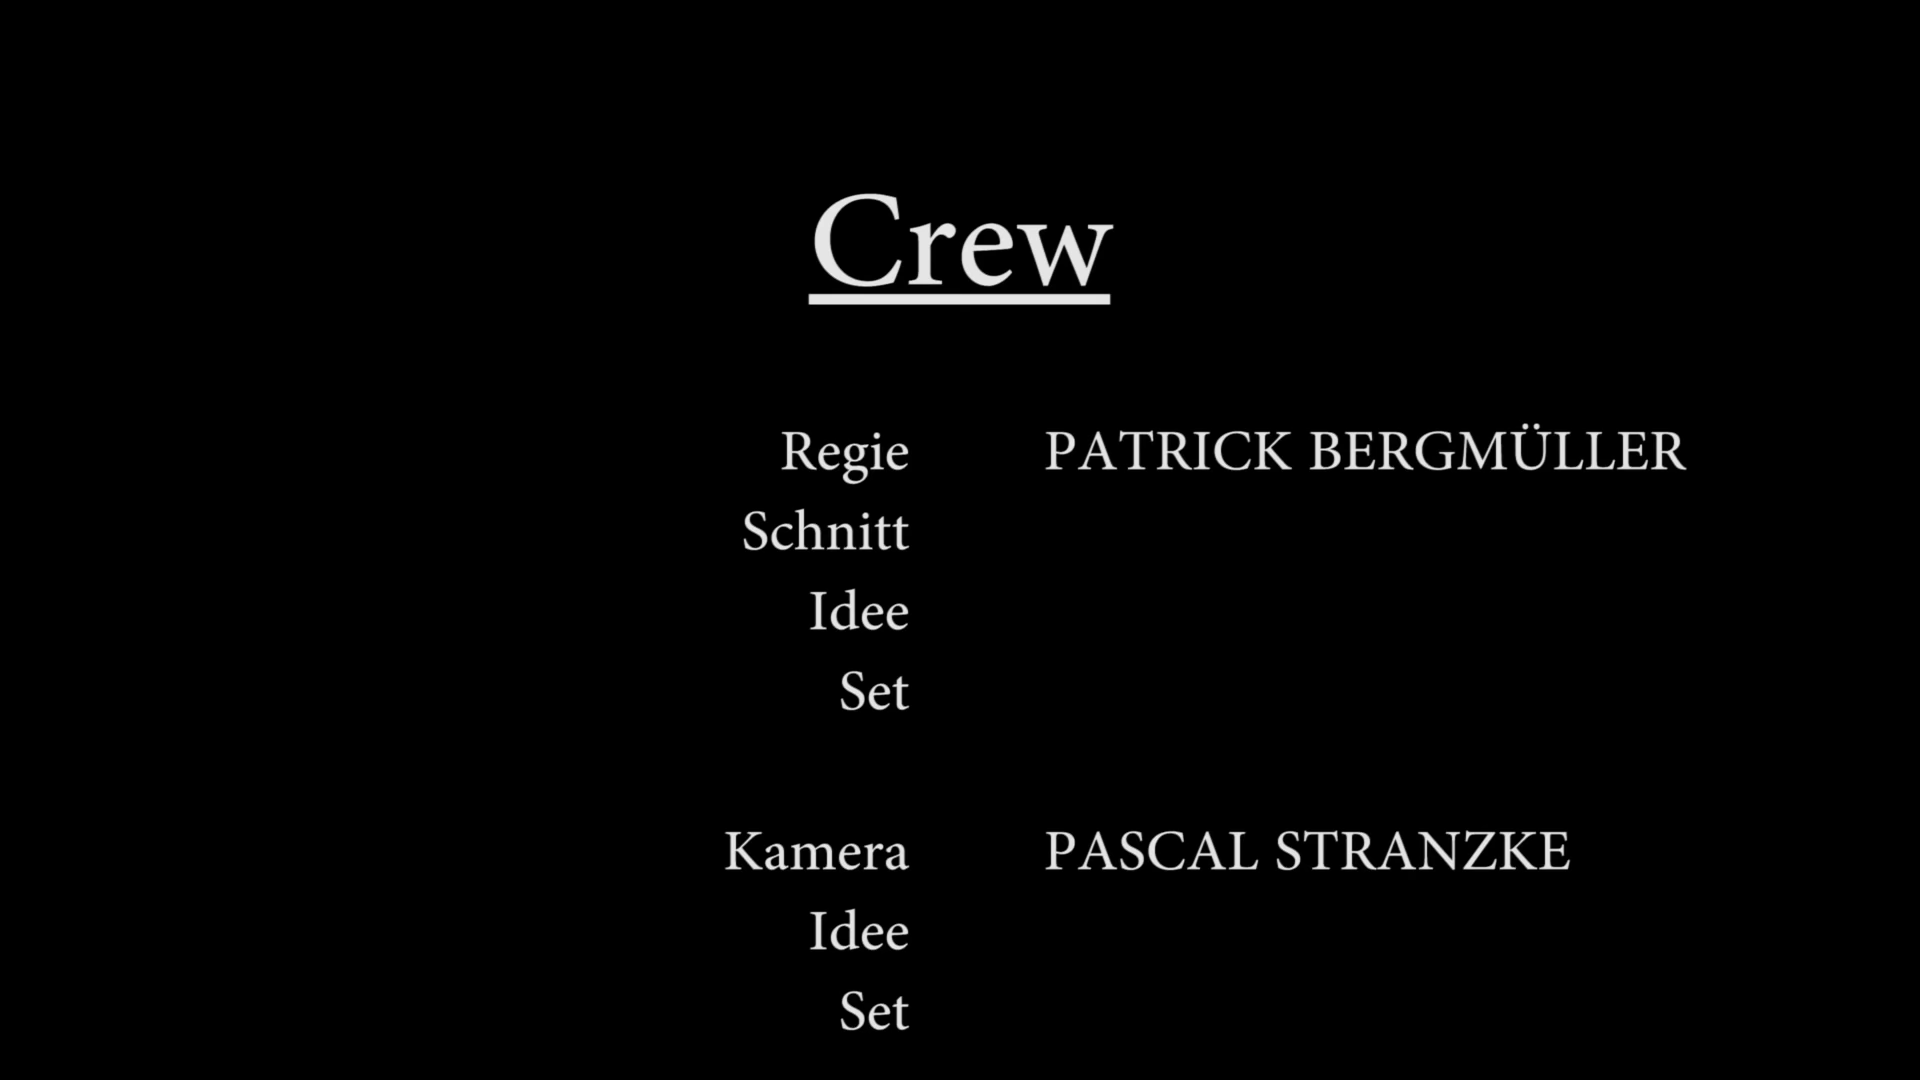 Crew
Regie PATRICK BERGMÜLLER
Schnitt
Idee
Set
Kamera PASCAL STRANZKE
Idee
Set